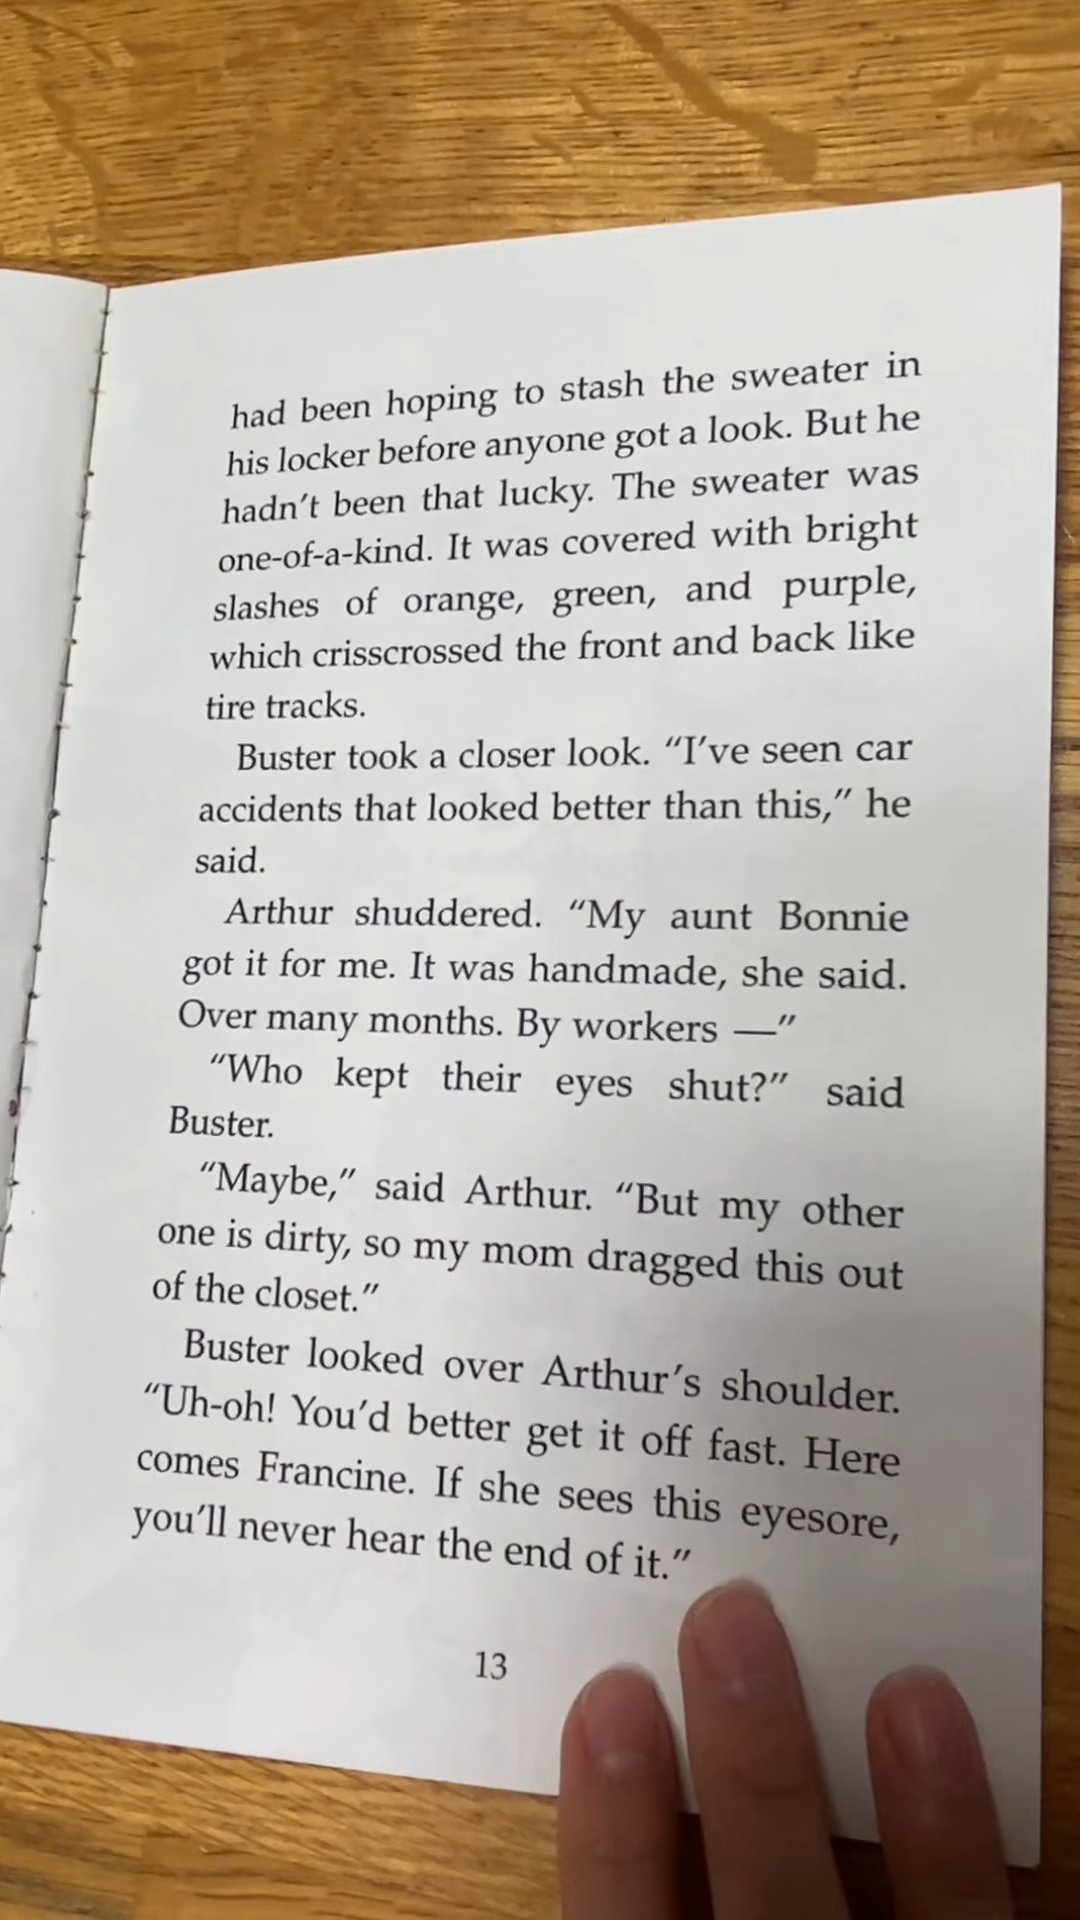 had been hoping to stash the sweater in
his locker before anyone got a look. But he
hadn't been that lucky. The sweater was
one-of-a-kind. It was covered with bright
slashes of orange, green, and purple,
which crisscrossed the front and back like
tire tracks.
Buster took a closer look. “I've seen car
accidents that looked better than this,” he
said.
Arthur shuddered. “My aunt Bonnie
got it for me. It was handmade, she said.
Over many months. By workers —”
“Who kept their eyes shut?” said
Buster.
“Maybe,” said Arthur. “But my other
one is dirty, so my mom dragged this out
of the closet.”
Buster looked over Arthur's shoulder.
“Uh-oh! You'd better get it off fast. Here
comes Francine. If she sees this eyesore,
you'll never hear the end of it.”
13